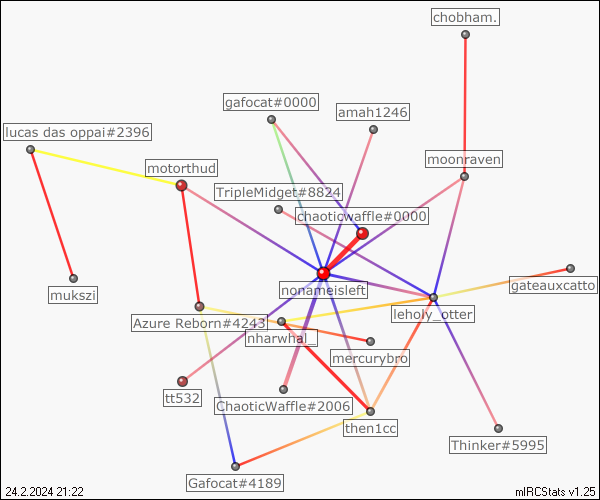 chobham.
gafocat#0000
amah1246
lucas das oppai#2396
moonraven
motorthud
TripleMidget#8824
chaoticwaffle#0000
mukszi
nonameisleft
gateauxcatto
leholy_otter
Azure Reborn#4243
nharwhal_
mercurybro
tt532
ChaoticWaffle#2006
then1cc
Thinker#5995
Gafocat#4189
24.2.2024 21:22
mIRCStats v1.25